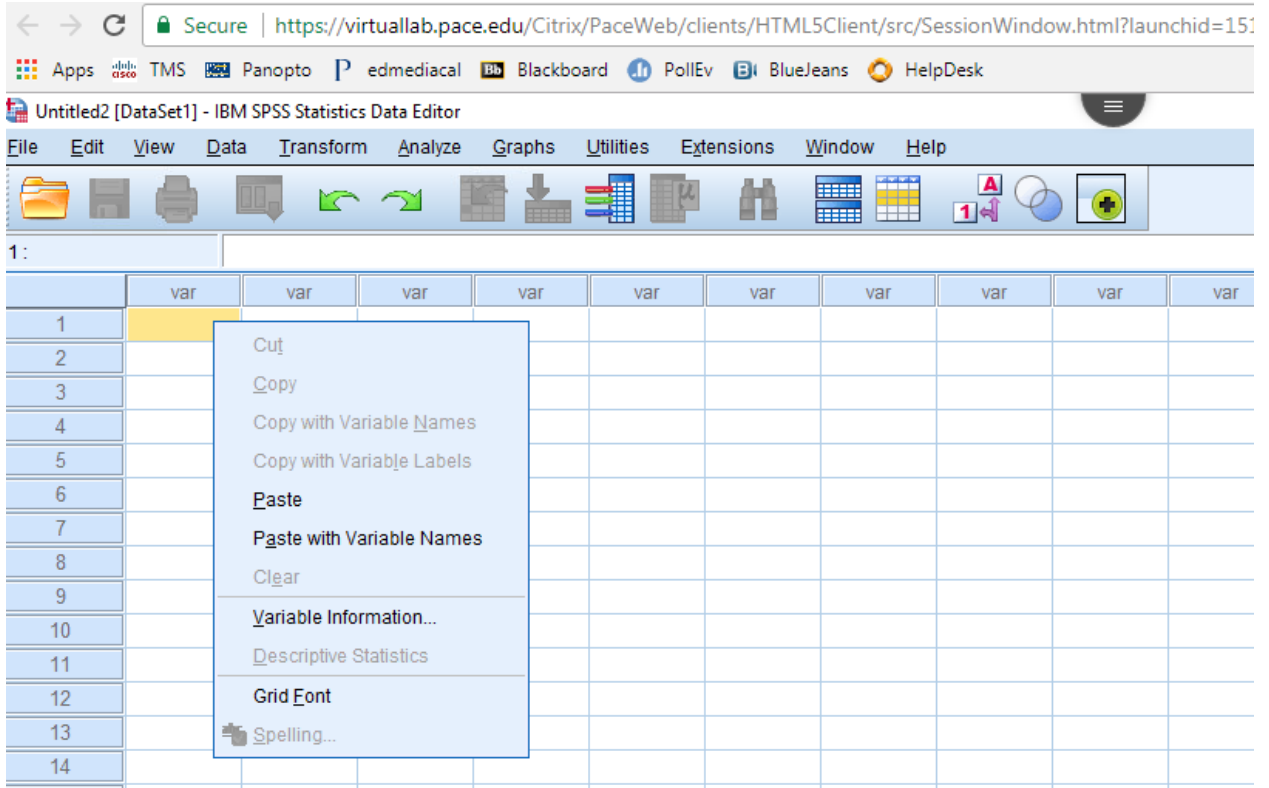 Secure | https://virtuallab.pace.edu/Citrix/PaceWeb/clients/HTML5Client/src/SessionWindow.html?launchid=151
Apps cisco TMS Panopto P edmediacal Bb Blackboard PollEv B BlueJeans HelpDesk
Untitled2 [DataSet1] - IBM SPSS Statistics Data Editor
File Edit View Data Transform Analyze Graphs Utilities Extensions Window Help
μ A 1
1 :
var var var var var var var var var var
1
Cut
2
Copy
3
Copy with Variable Names
4
Copy with Variable Labels
5
6
Paste
7
Paste with Variable Names
8
Clear
9
Variable Information...
10
Descriptive Statistics
11
12
Grid Font
13
Spelling...
14